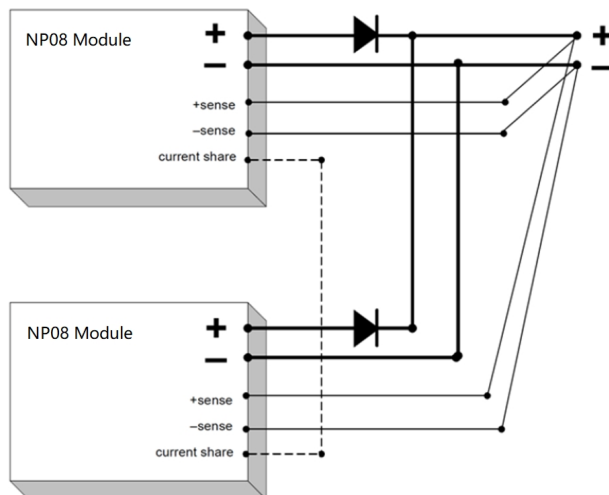 NP08 Module
+
−
+sense
–sense
current share
+
−
NP08 Module
+
−
+sense
–sense
current share